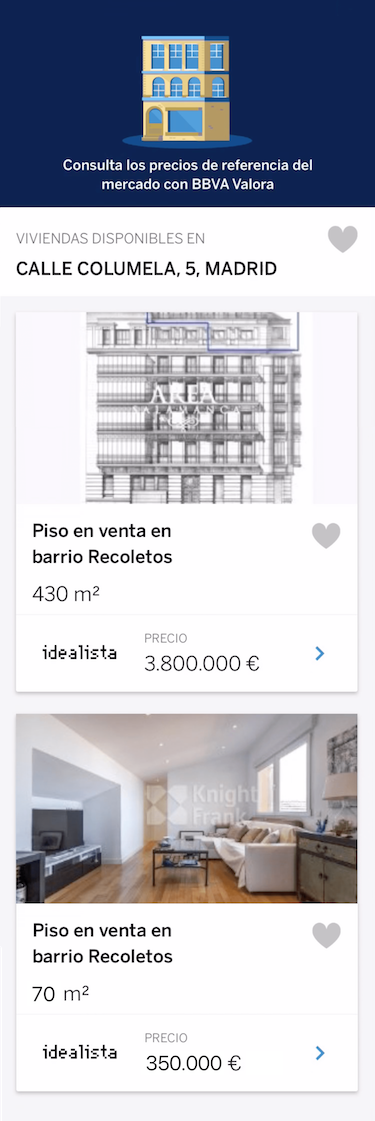 Consulta los precios de referencia del
mercado con BBVA Valora
VIVIENDAS DISPONIBLES EN
CALLE COLUMELA, 5, MADRID
AREA
SALAMANCA
Piso en venta en
barrio Recoletos
430 m²
idealista
PRECIO
3.800.000 €
Knight
Frank
Piso en venta en
barrio Recoletos
70 m²
idealista
PRECIO
350.000 €